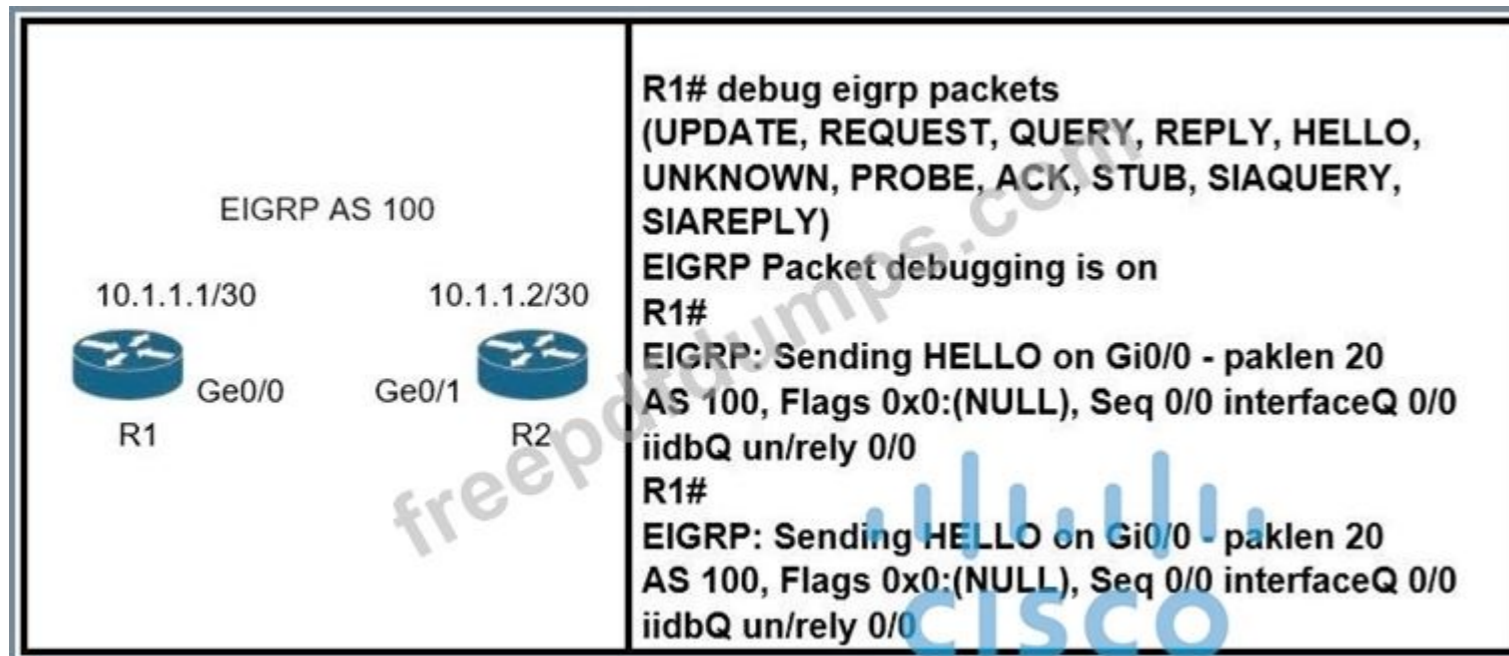 EIGRP AS 100
10.1.1.1/30
10.1.1.2/30
Ge0/0
Ge0/1
R1
R2
R1# debug eigrp packets
(UPDATE, REQUEST, QUERY, REPLY, HELLO,
UNKNOWN, PROBE, ACK, STUB, SIAQUERY,
SIAREPLY)
EIGRP Packet debugging is on
R1#
EIGRP: Sending HELLO on Gi0/0 - paklen 20
AS 100, Flags 0x0:(NULL), Seq 0/0 interfaceQ 0/0
iidbQ un/rely 0/0
R1#
EIGRP: Sending HELLO on Gi0/0 - paklen 20
AS 100, Flags 0x0:(NULL), Seq 0/0 interfaceQ 0/0
iidbQ un/rely 0/0
freepdfdumps.com
CISCO